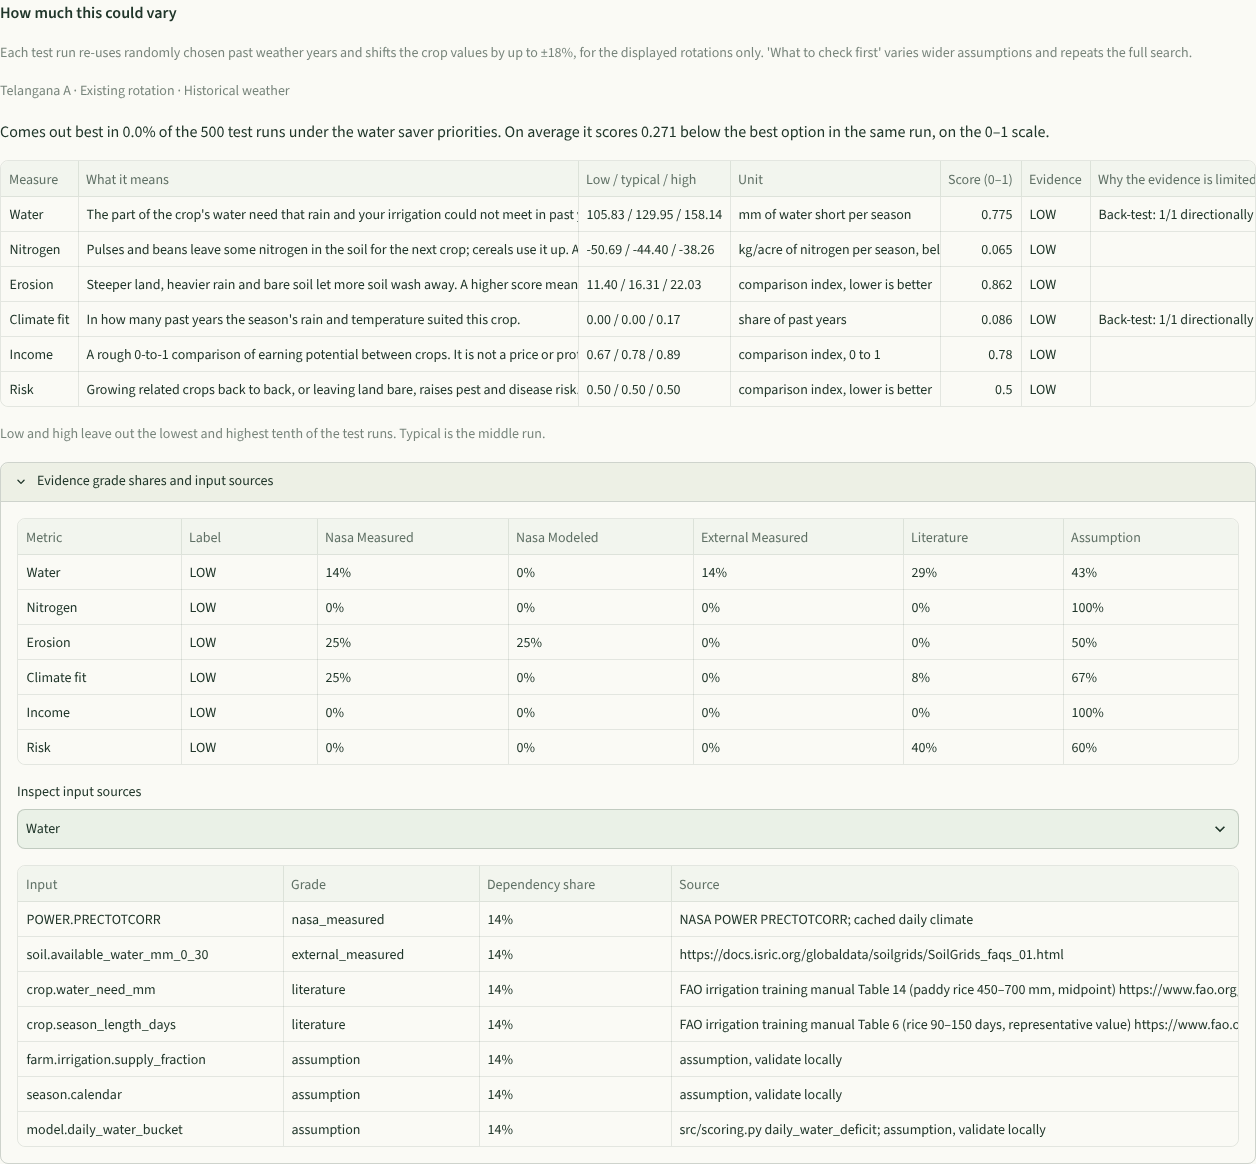 How much this could vary
Each test run re-uses randomly chosen past weather years and shifts the crop values by up to ±18%, for the displayed rotations only. 'What to check first' varies wider assumptions and repeats the full search.
Telangana A · Existing rotation · Historical weather
Comes out best in 0.0% of the 500 test runs under the water saver priorities. On average it scores 0.271 below the best option in the same run, on the 0–1 scale.
Measure What it means Low / typical / high Unit Score (0–1) Evidence Why the evidence is limited
Water The part of the crop's water need that rain and your irrigation could not meet in past 105.83 / 129.95 / 158.14 mm of water short per season 0.775 LOW Back-test: 1/1 directionally
Nitrogen Pulses and beans leave some nitrogen in the soil for the next crop; cereals use it up. A -50.69 / -44.40 / -38.26 kg/acre of nitrogen per season, bel 0.065 LOW
Erosion Steeper land, heavier rain and bare soil let more soil wash away. A higher score mean 11.40 / 16.31 / 22.03 comparison index, lower is better 0.862 LOW
Climate fit In how many past years the season's rain and temperature suited this crop. 0.00 / 0.00 / 0.17 share of past years 0.086 LOW Back-test: 1/1 directionally
Income A rough 0-to-1 comparison of earning potential between crops. It is not a price or prof 0.67 / 0.78 / 0.89 comparison index, 0 to 1 0.78 LOW
Risk Growing related crops back to back, or leaving land bare, raises pest and disease risk. 0.50 / 0.50 / 0.50 comparison index, lower is better 0.5 LOW
Low and high leave out the lowest and highest tenth of the test runs. Typical is the middle run.
Evidence grade shares and input sources
Metric Label Nasa Measured Nasa Modeled External Measured Literature Assumption
Water LOW 14% 0% 14% 29% 43%
Nitrogen LOW 0% 0% 0% 0% 100%
Erosion LOW 25% 25% 0% 0% 50%
Climate fit LOW 25% 0% 0% 8% 67%
Income LOW 0% 0% 0% 0% 100%
Risk LOW 0% 0% 0% 40% 60%
Inspect input sources
Water
Input Grade Dependency share Source
POWER.PRECTOTCORR nasa_measured 14% NASA POWER PRECTOTCORR; cached daily climate
soil.available_water_mm_0_30 external_measured 14% https://docs.isric.org/globaldata/soilgrids/SoilGrids_faqs_01.html
crop.water_need_mm literature 14% FAO irrigation training manual Table 14 (paddy rice 450–700 mm, midpoint) https://www.fao.org
crop.season_length_days literature 14% FAO irrigation training manual Table 6 (rice 90–150 days, representative value) https://www.fao.o
farm.irrigation.supply_fraction assumption 14% assumption, validate locally
season.calendar assumption 14% assumption, validate locally
model.daily_water_bucket assumption 14% src/scoring.py daily_water_deficit; assumption, validate locally